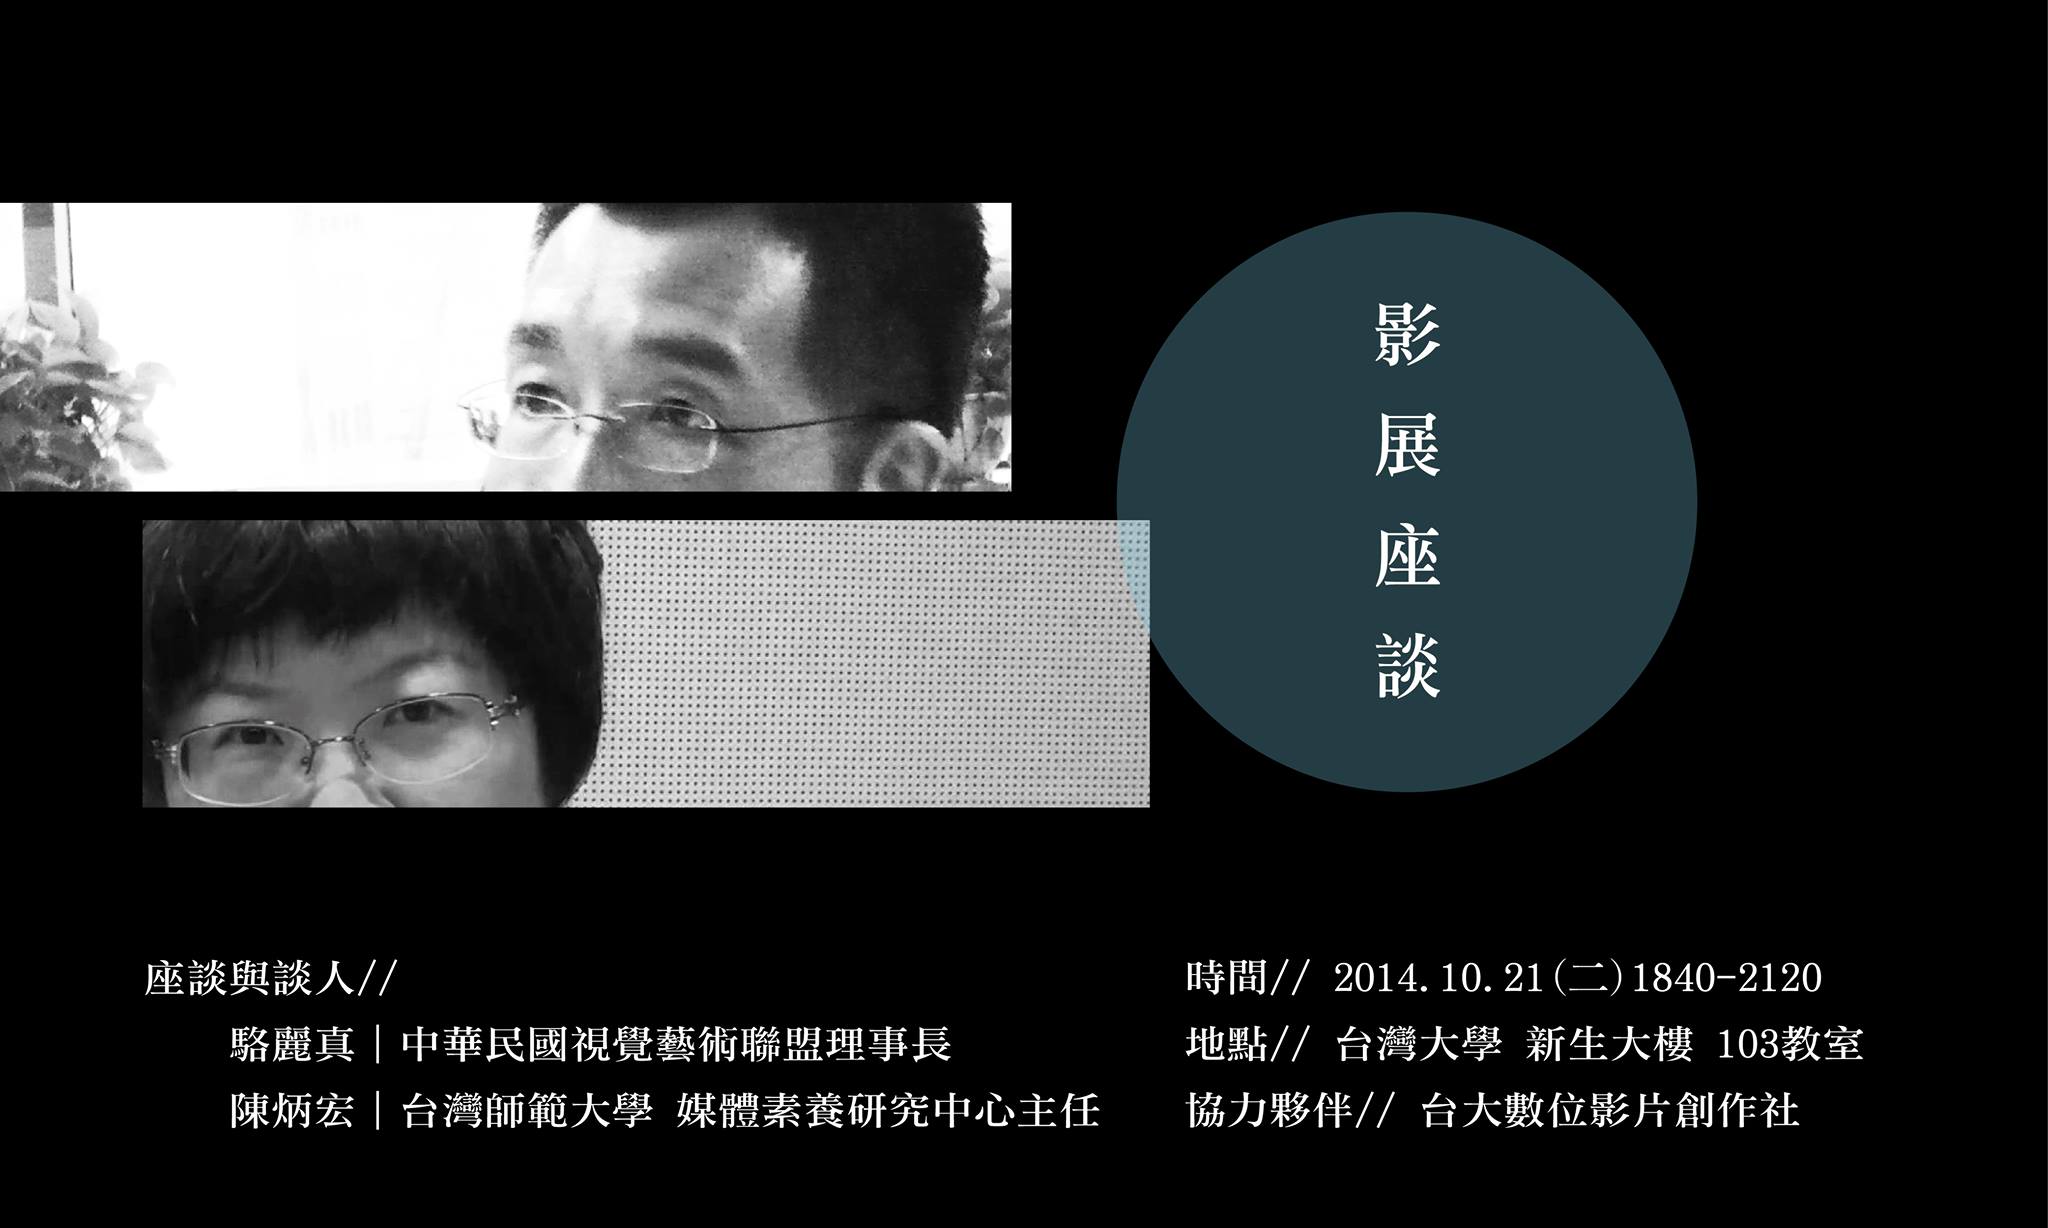 影展座談
座談與談人//
駱麗真｜中華民國視覺藝術聯盟理事長
陳炳宏｜台灣師範大學 媒體素養研究中心主任
時間// 2014.10.21(二)1840-2120
地點// 台灣大學 新生大樓 103教室
協力夥伴// 台大數位影片創作社